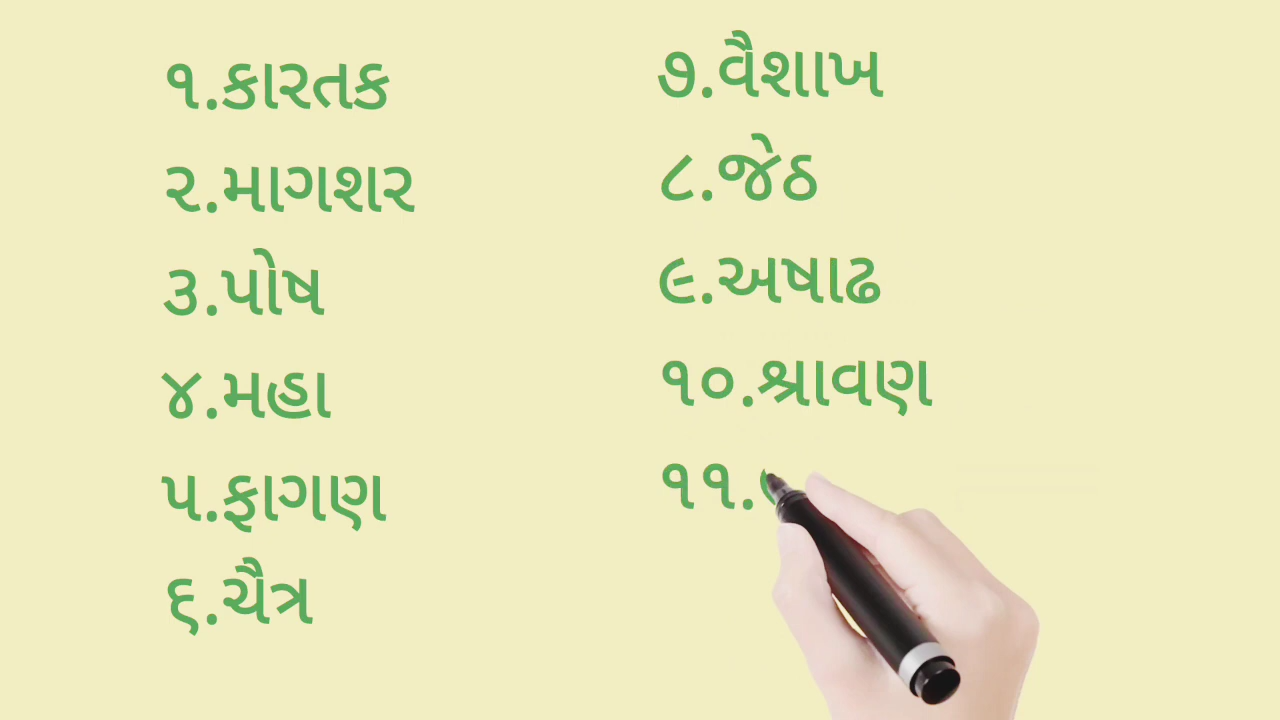 ૧.કારતક
૨.માગશર
૩.પોષ
૪.મહા
૫.ફાગણ
૬.ચૈત્ર
૭.વૈશાખ
૮.જેઠ
૯.અષાઢ
૧૦.શ્રાવણ
૧૧.